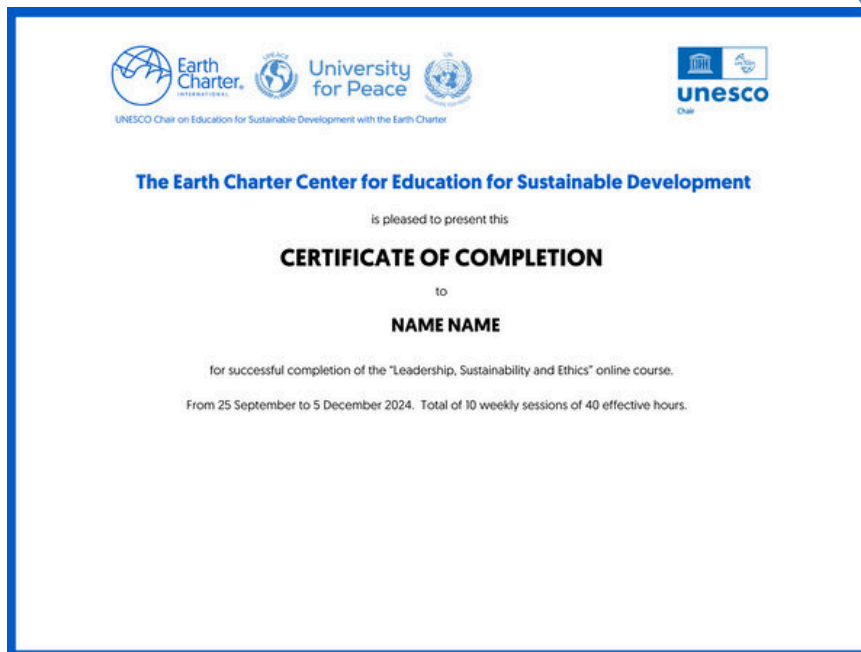 Earth
Charter®
INTERNATIONAL
UPEACE
University
for Peace
UN
UNESCO Chair on Education for Sustainable Development with the Earth Charter
unesco
Chair
The Earth Charter Center for Education for Sustainable Development
is pleased to present this
CERTIFICATE OF COMPLETION
to
NAME NAME
for successful completion of the "Leadership, Sustainability and Ethics" online course.
From 25 September to 5 December 2024. Total of 10 weekly sessions of 40 effective hours.